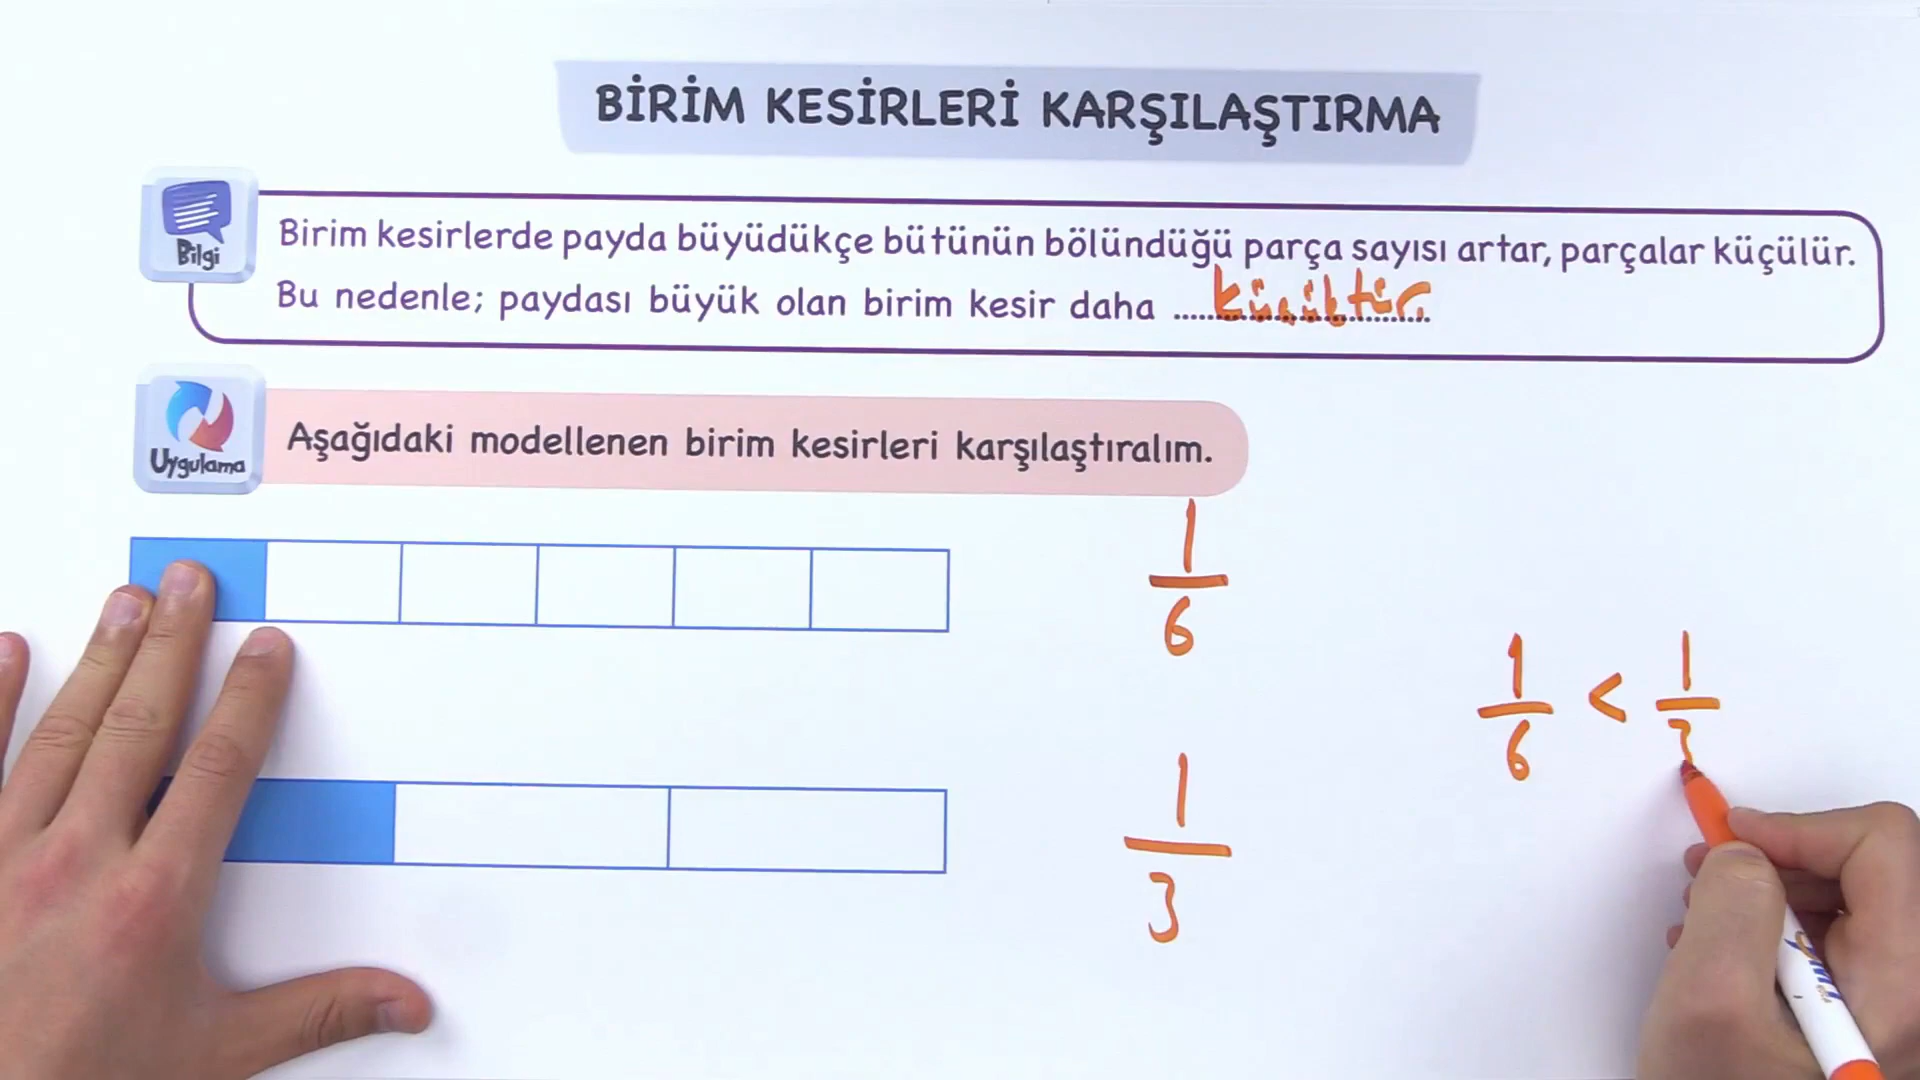 BİRİM KESİRLERİ KARŞILAŞTIRMA
Bilgi
Birim kesirlerde payda büyüdükçe bütünün bölündüğü parça sayısı artar, parçalar küçülür.
Bu nedenle; paydası büyük olan birim kesir daha küçüktür.
Uygulama
Aşağıdaki modellenen birim kesirleri karşılaştıralım.
1/6
1/6 < 1/3
1/3